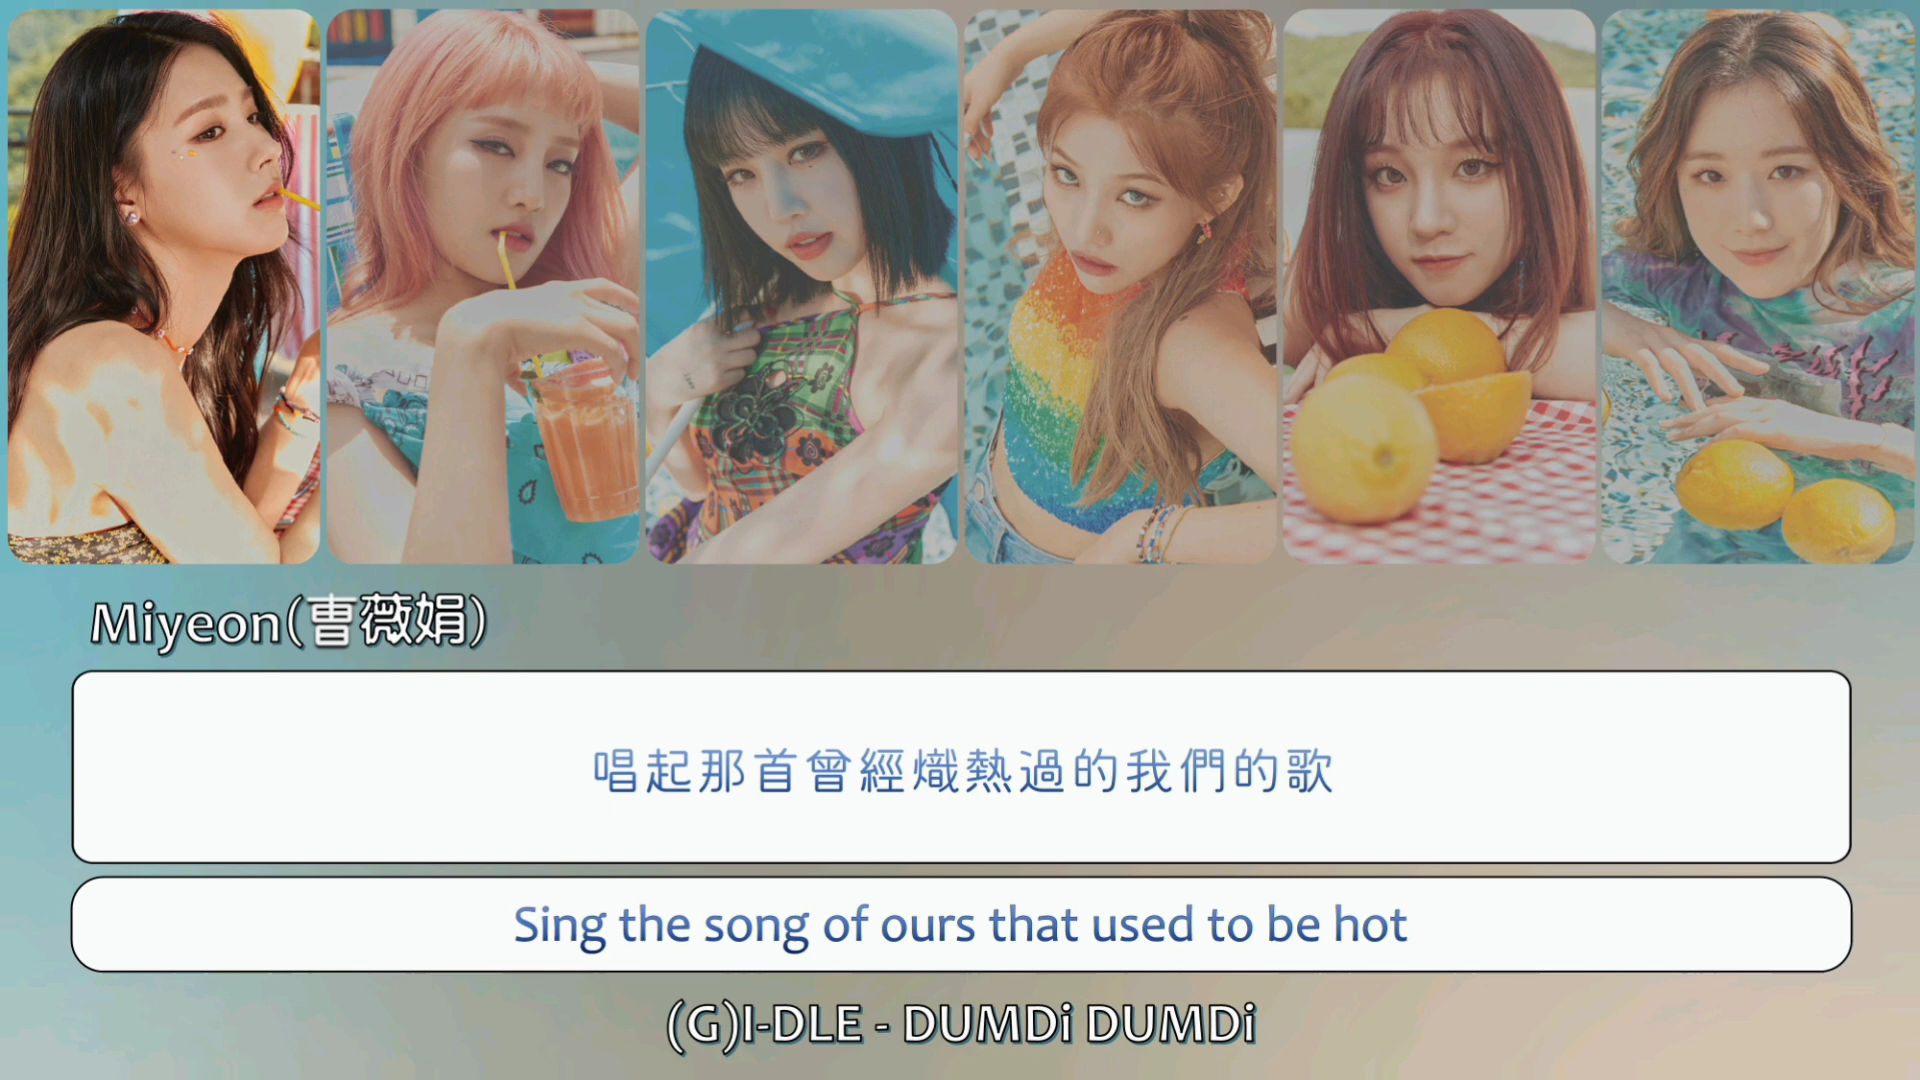 Miyeon(曺薇娟)
唱起那首曾經熾熱過的我們的歌
Sing the song of ours that used to be hot
(G)I-DLE - DUMDi DUMDi